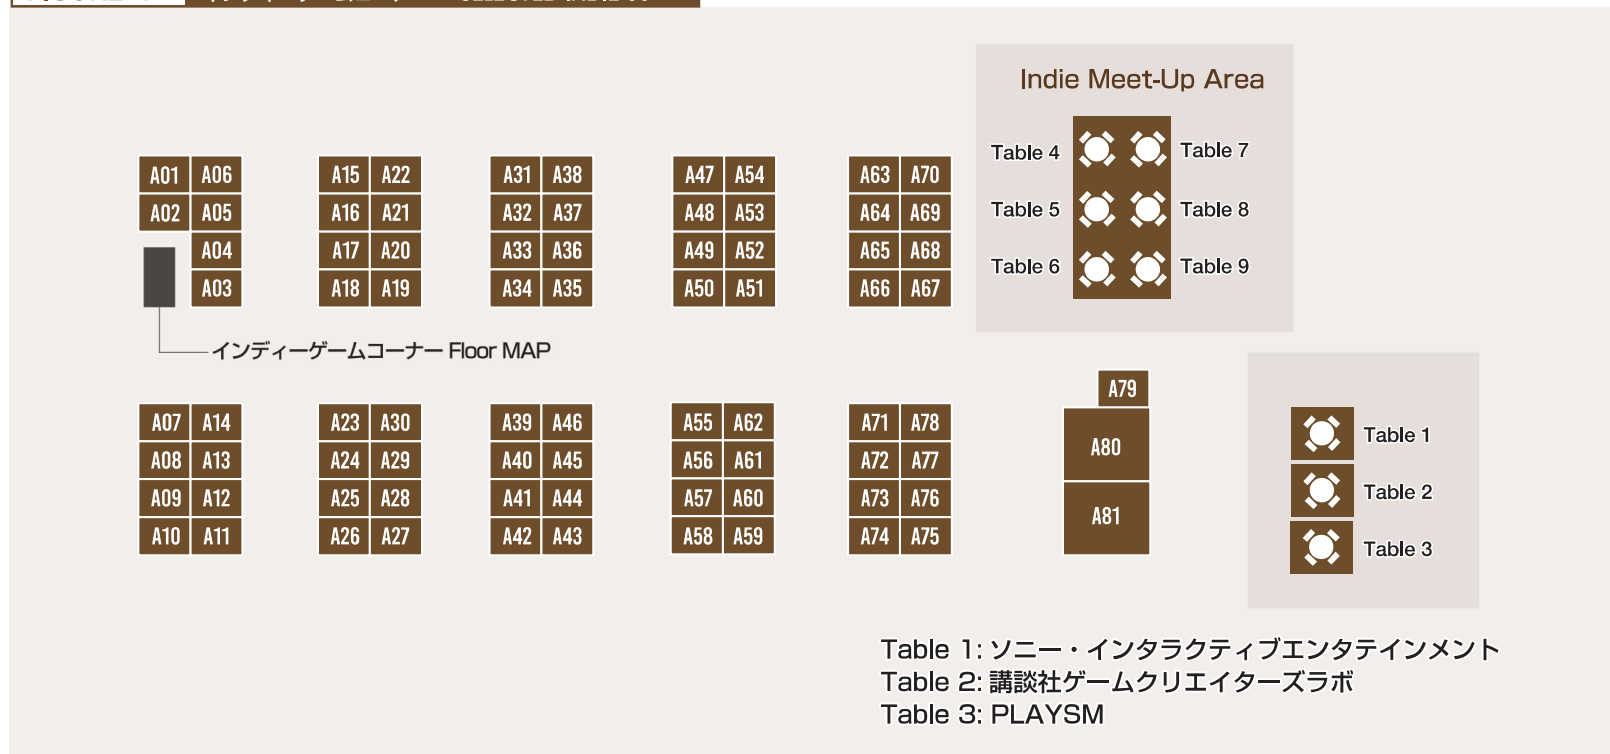 Indie Meet-Up Area
Table 4 Table 7
Table 5 Table 8
Table 6 Table 9
A01 A06 A15 A22 A31 A38 A47 A54 A63 A70
A02 A05 A16 A21 A32 A37 A48 A53 A64 A69
A04 A17 A20 A33 A36 A49 A52 A65 A68
A03 A18 A19 A34 A35 A50 A51 A66 A67
インディーゲームコーナー Floor MAP
A79
A07 A14 A23 A30 A39 A46 A55 A62 A71 A78
A08 A13 A24 A29 A40 A45 A56 A61 A72 A77
A09 A12 A25 A28 A41 A44 A57 A60 A73 A76
A10 A11 A26 A27 A42 A43 A58 A59 A74 A75
A80
A81
Table 1
Table 2
Table 3
Table 1: ソニー・インタラクティブエンタテインメント
Table 2: 講談社ゲームクリエイターズラボ
Table 3: PLAYSM